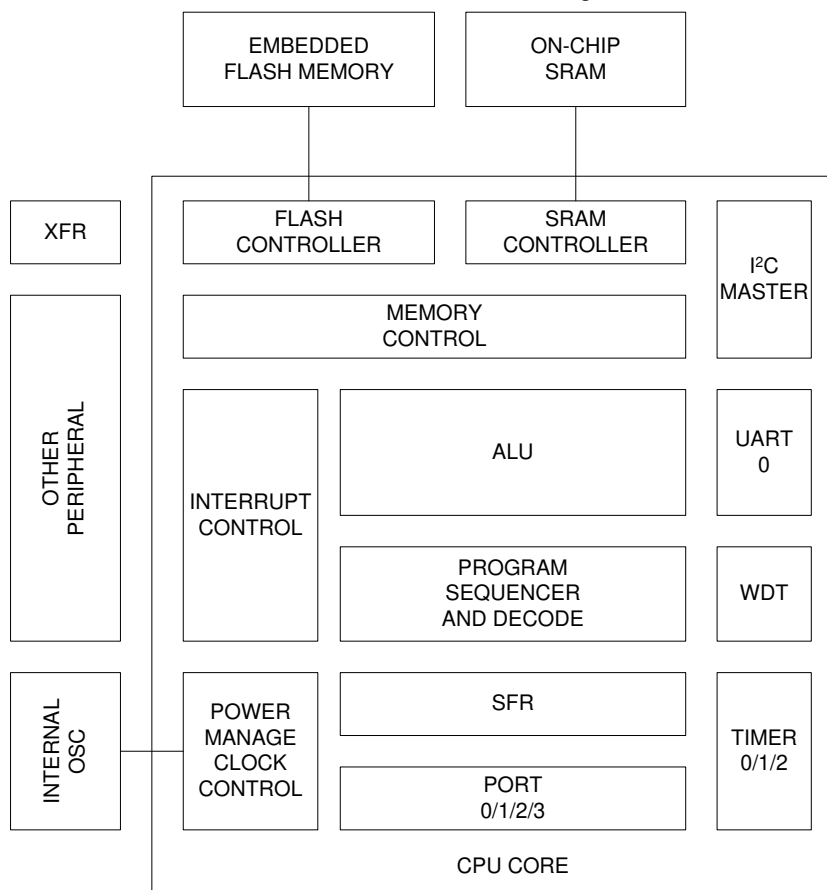 EMBEDDED
FLASH MEMORY
ON-CHIP
SRAM
XFR
FLASH
CONTROLLER
SRAM
CONTROLLER
I²C
MASTER
MEMORY
CONTROL
OTHER
PERIPHERAL
INTERRUPT
CONTROL
ALU
UART
0
PROGRAM
SEQUENCER
AND DECODE
WDT
INTERNAL
OSC
POWER
MANAGE
CLOCK
CONTROL
SFR
TIMER
0/1/2
PORT
0/1/2/3
CPU CORE